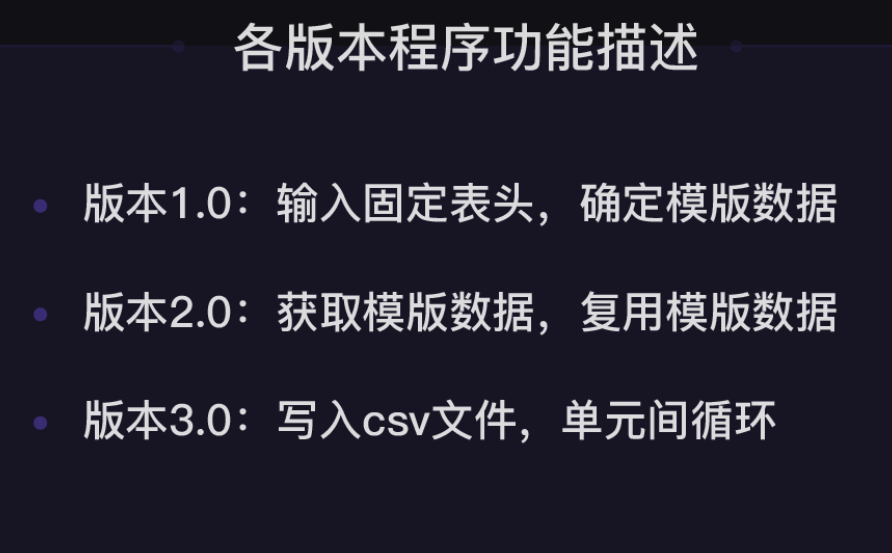 各版本程序功能描述
版本1.0：输入固定表头，确定模版数据
版本2.0：获取模版数据，复用模版数据
版本3.0：写入csv文件，单元间循环